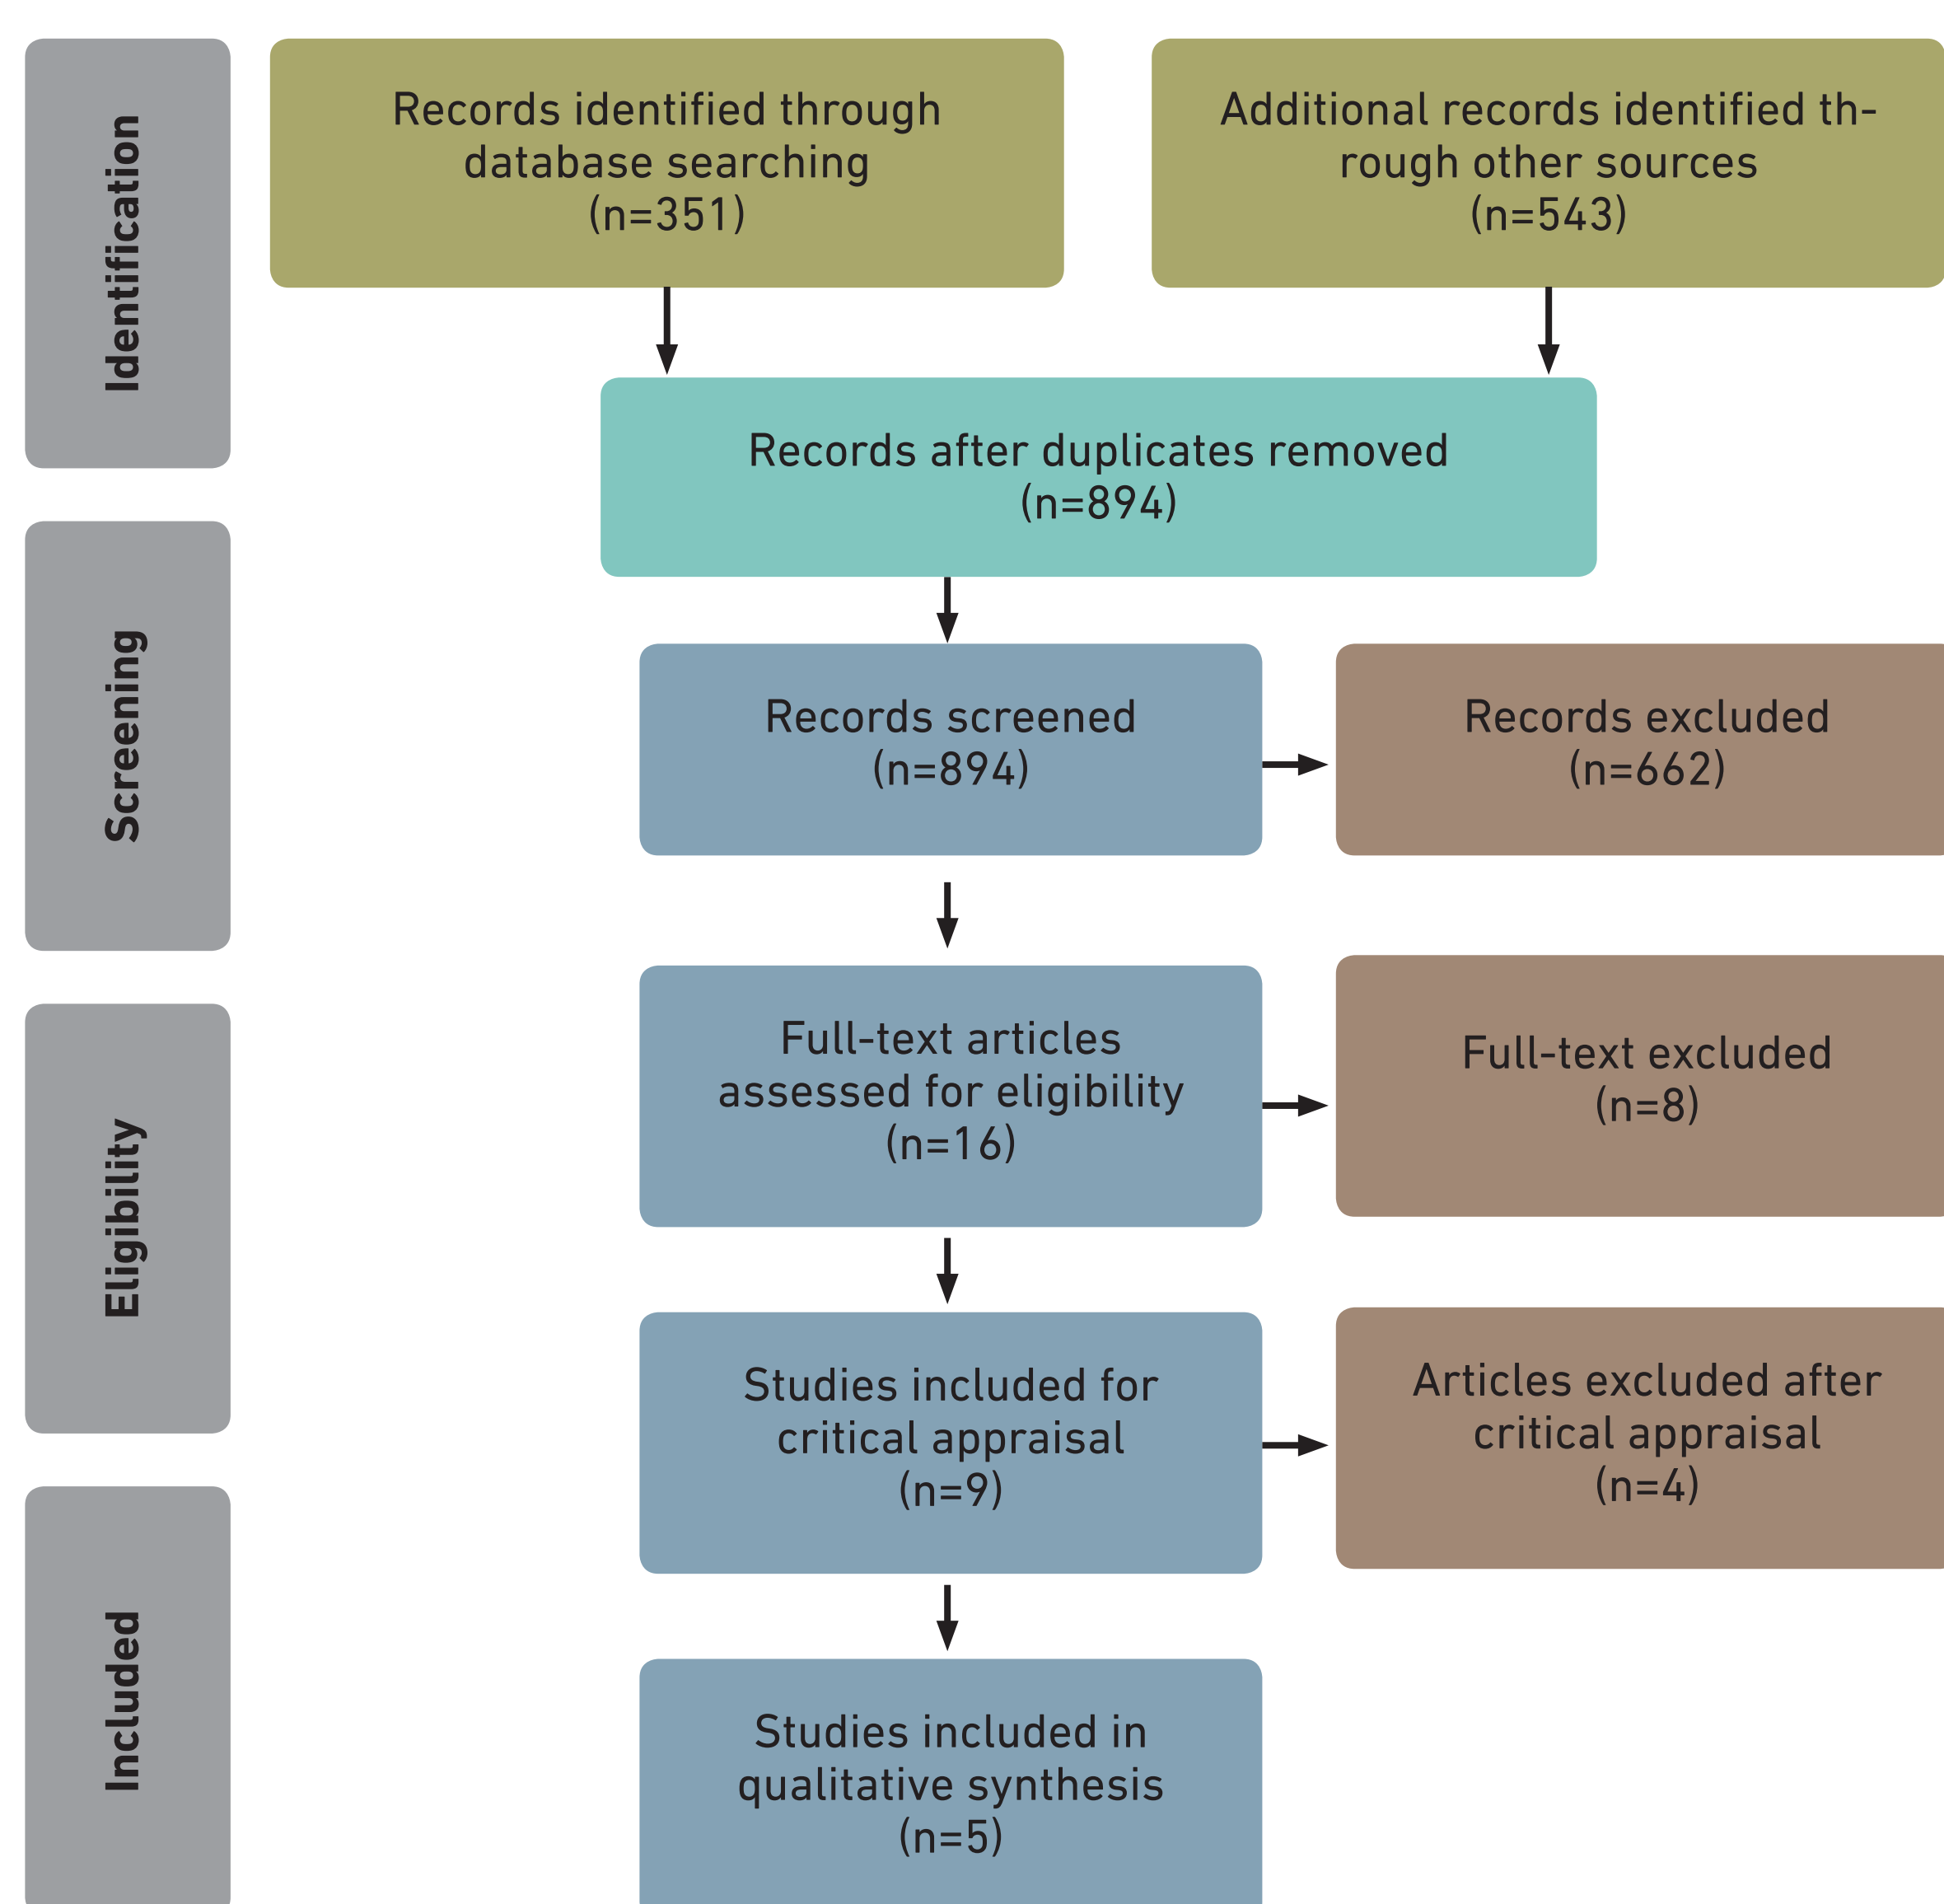 Identification
Records identified through
database searching
(n=351)
Additional records identified th-
rough other sources
(n=543)
Records after duplicates removed
(n=894)
Screening
Records screened
(n=894)
Records excluded
(n=662)
Eligibility
Full-text articles
assessed for eligibility
(n=16)
Full-text excluded
(n=8)
Studies included for
critical appraisal
(n=9)
Articles excluded after
critical appraisal
(n=4)
Included
Studies included in
qualitative synthesis
(n=5)